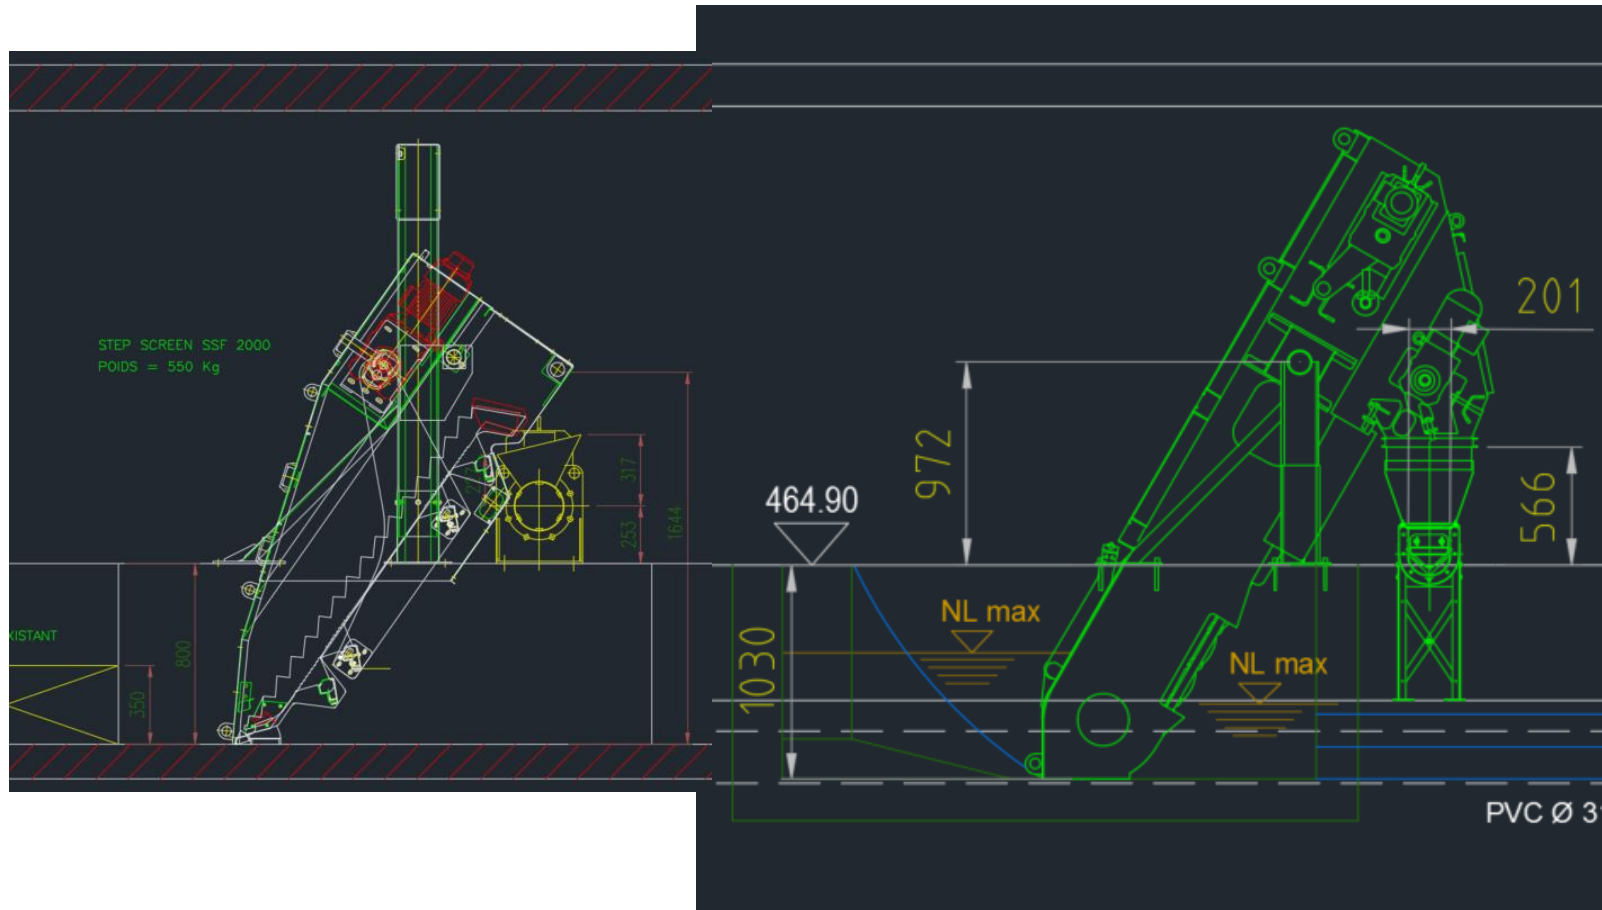 STEP SCREEN SSF 2000
POIDS = 550 Kg
201
317
972
464.90
566
253
1644
NL max
XISTANT
800
1030
NL max
350
PVC Ø 3